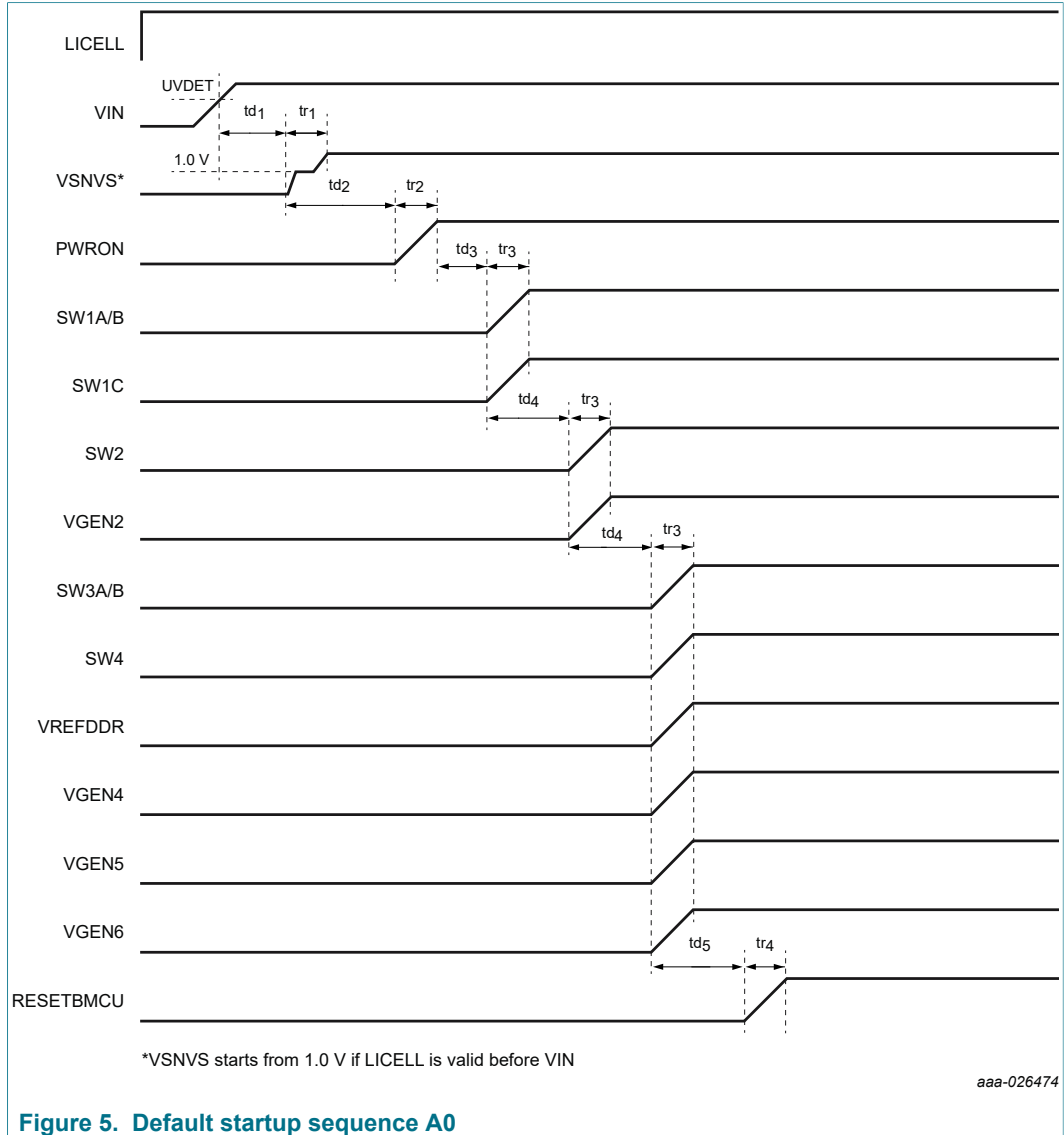 LICELL
UVDET
VIN
td1
tr1
1.0 V
VSNVS*
td2
tr2
PWRON
td3
tr3
SW1A/B
SW1C
td4
tr3
SW2
VGEN2
td4
tr3
SW3A/B
SW4
VREFDDR
VGEN4
VGEN5
VGEN6
td5
tr4
RESETBMCU
*VSNVS starts from 1.0 V if LICELL is valid before VIN
aaa-026474
Figure 5. Default startup sequence A0